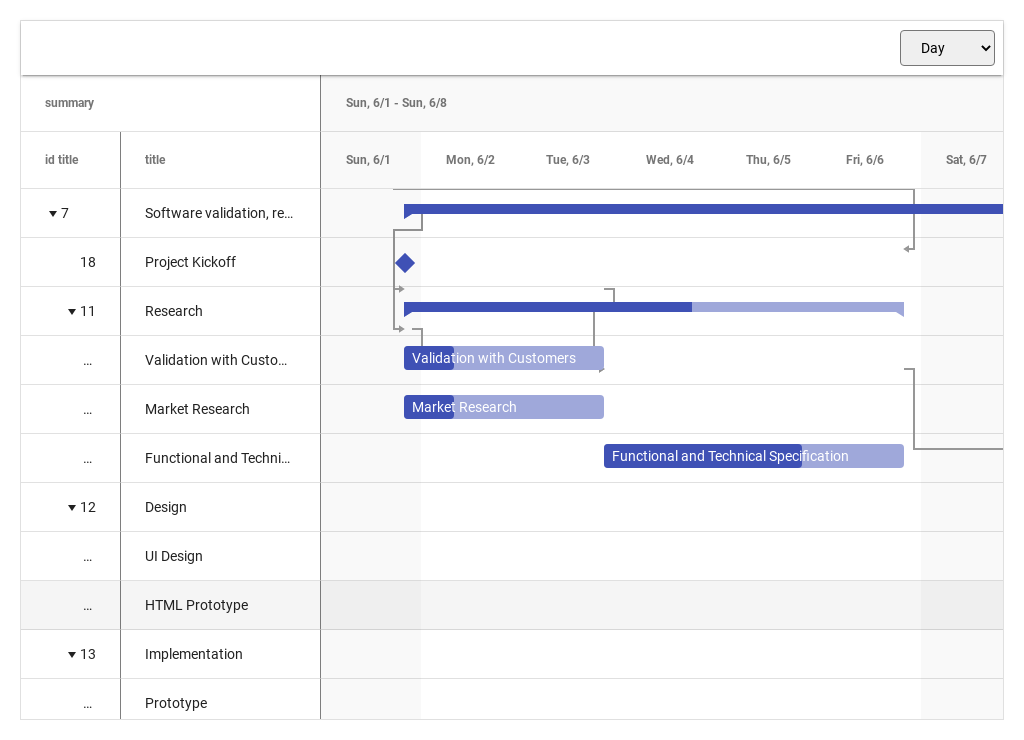 Day
summary
Sun, 6/1 - Sun, 6/8
id title
title
Sun, 6/1
Mon, 6/2
Tue, 6/3
Wed, 6/4
Thu, 6/5
Fri, 6/6
Sat, 6/7
7
Software validation, re...
18
Project Kickoff
11
Research
...
Validation with Custo...
Validation with Customers
...
Market Research
Market Research
...
Functional and Techni...
Functional and Technical Specification
12
Design
...
UI Design
...
HTML Prototype
13
Implementation
...
Prototype